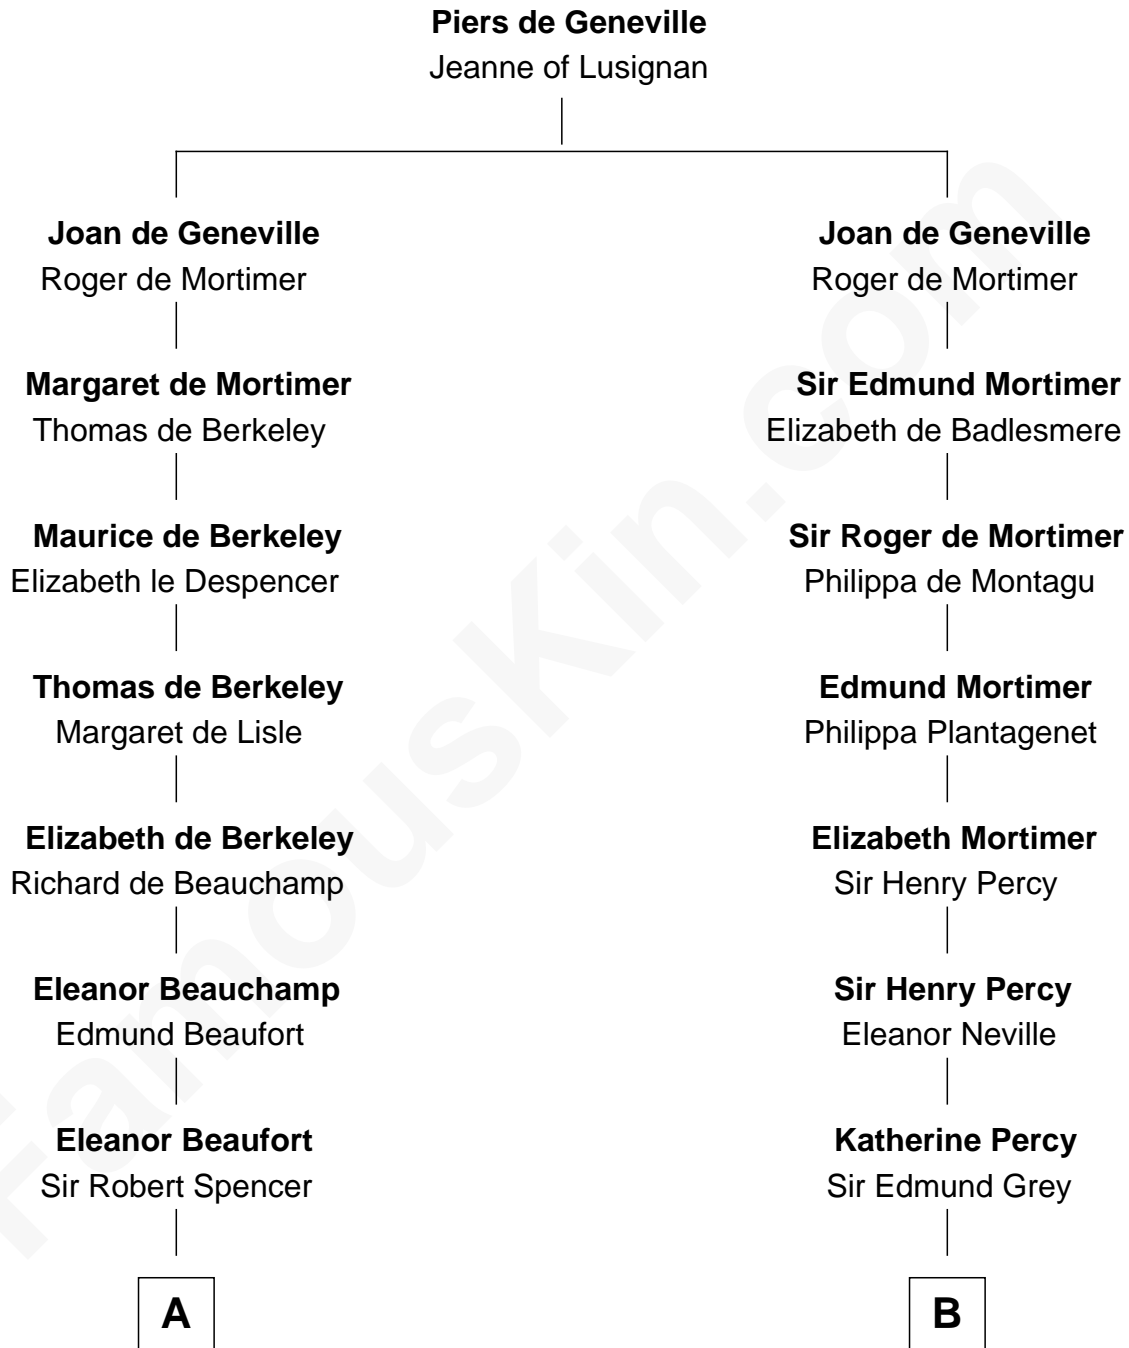 Piers de Geneville
Jeanne of Lusignan
Joan de Geneville
Roger de Mortimer
Margaret de Mortimer
Thomas de Berkeley
Maurice de Berkeley
Elizabeth le Despencer
Thomas de Berkeley
Margaret de Lisle
Elizabeth de Berkeley
Richard de Beauchamp
Eleanor Beauchamp
Edmund Beaufort
Eleanor Beaufort
Sir Robert Spencer
A
Joan de Geneville
Roger de Mortimer
Sir Edmund Mortimer
Elizabeth de Badlesmere
Sir Roger de Mortimer
Philippa de Montagu
Edmund Mortimer
Philippa Plantagenet
Elizabeth Mortimer
Sir Henry Percy
Sir Henry Percy
Eleanor Neville
Katherine Percy
Sir Edmund Grey
B
FamousKin.com